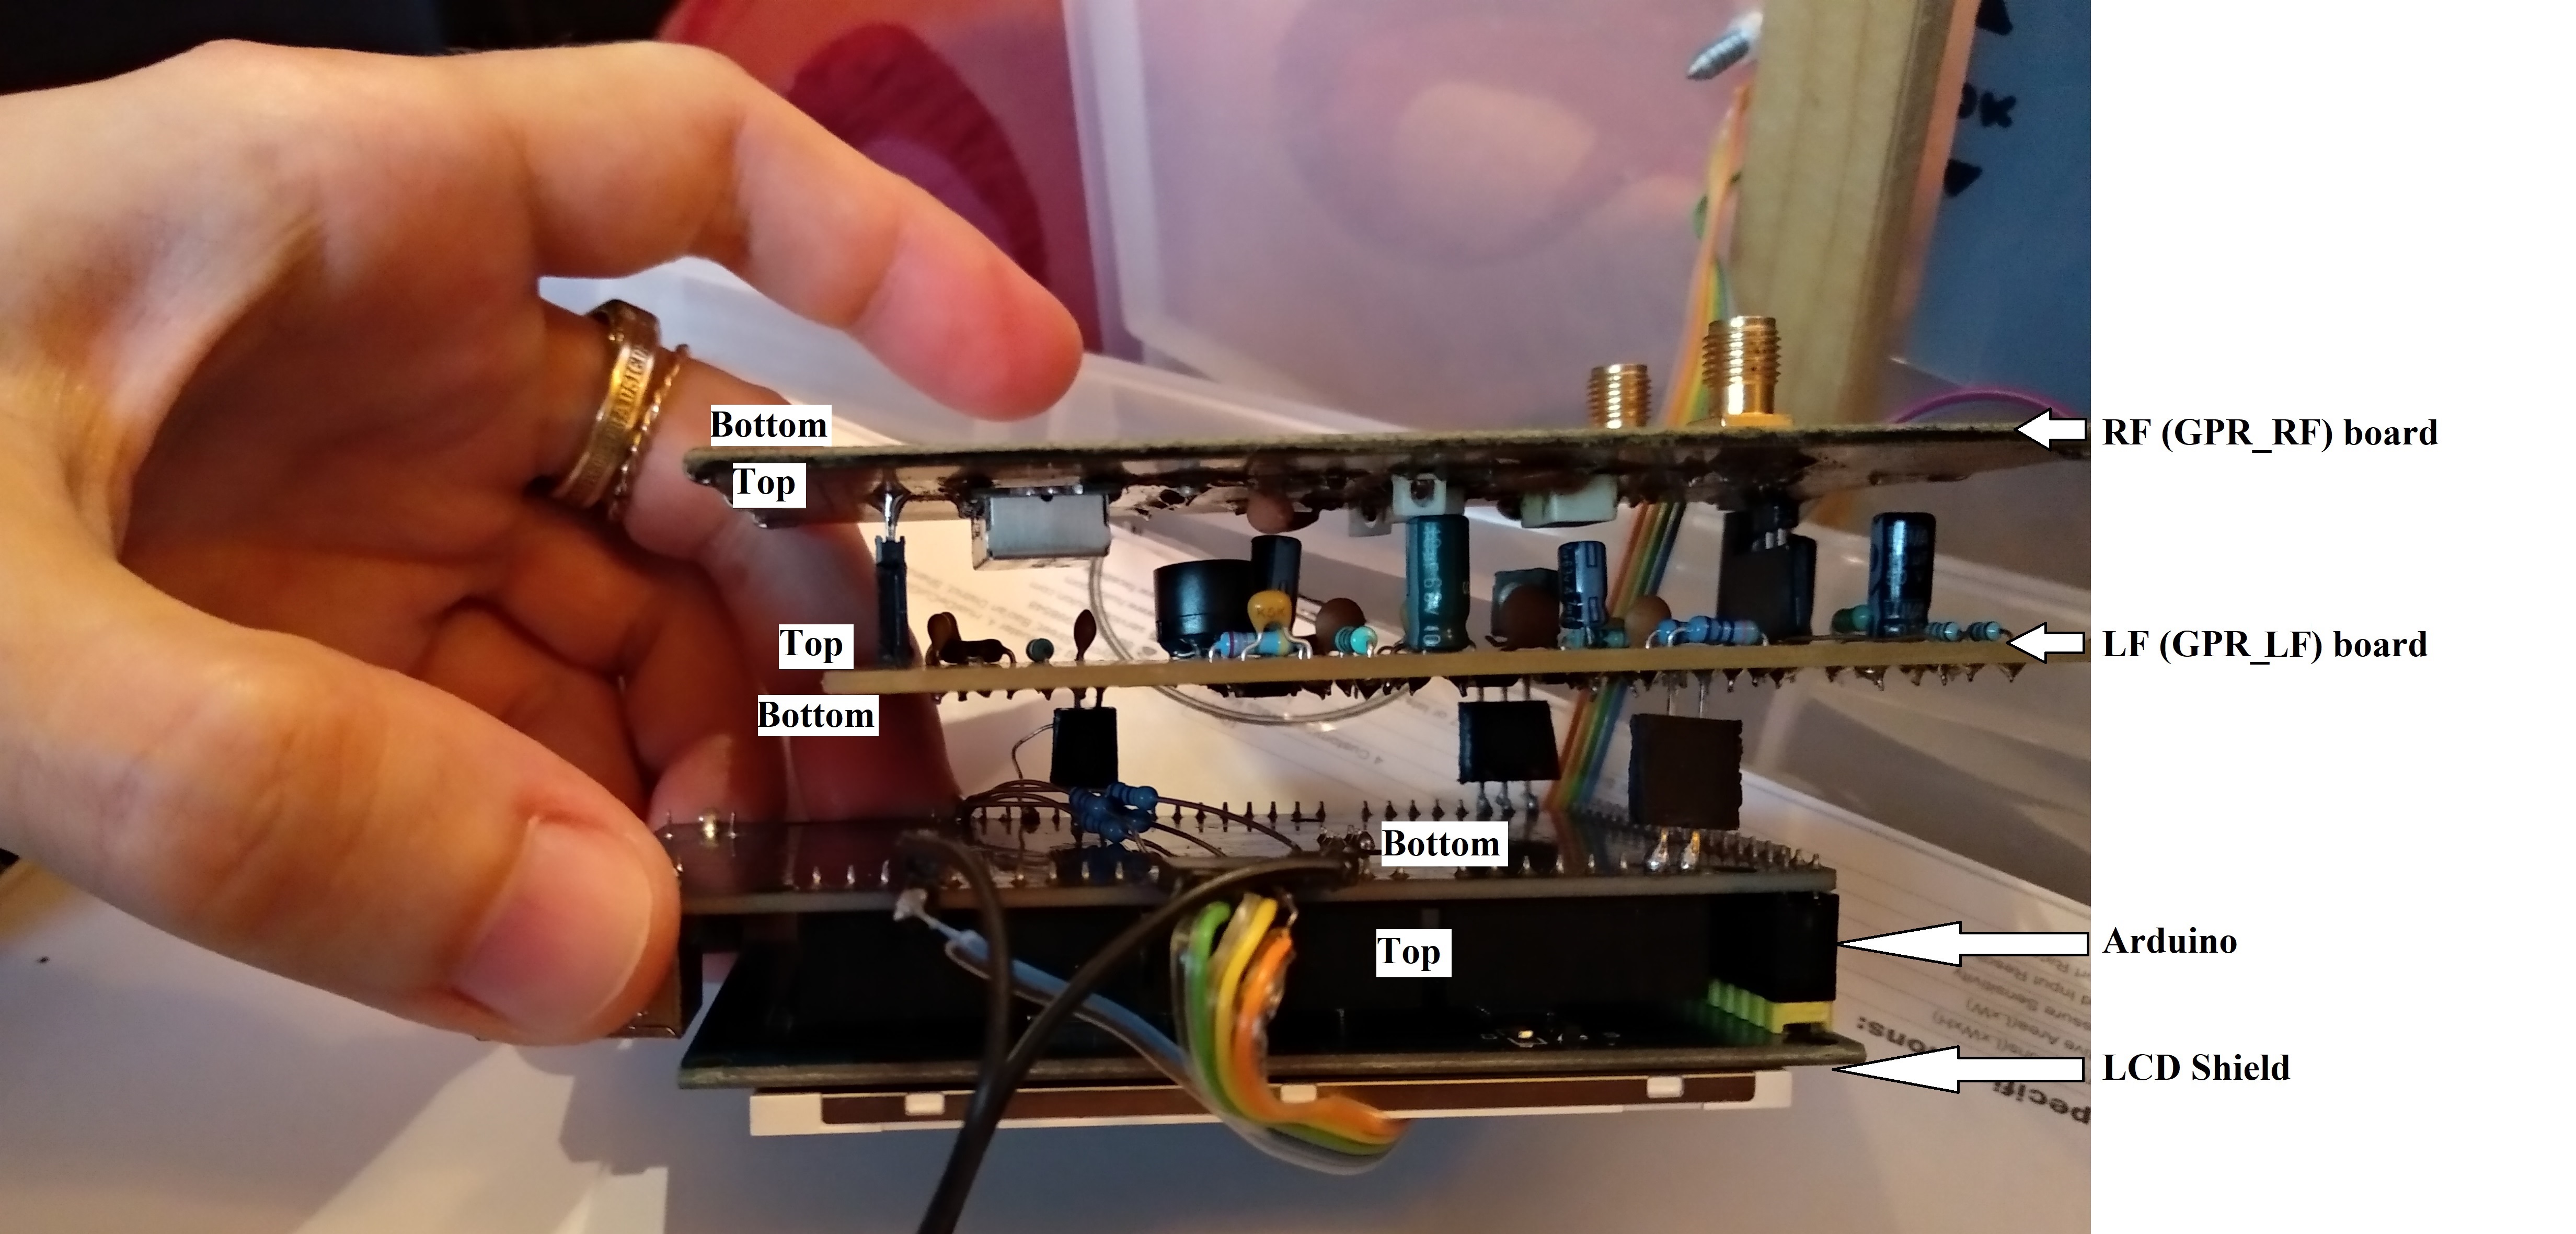 Bottom
RF (GPR_RF) board
Top
Top
LF (GPR_LF) board
Bottom
Bottom
Top
Arduino
LCD Shield